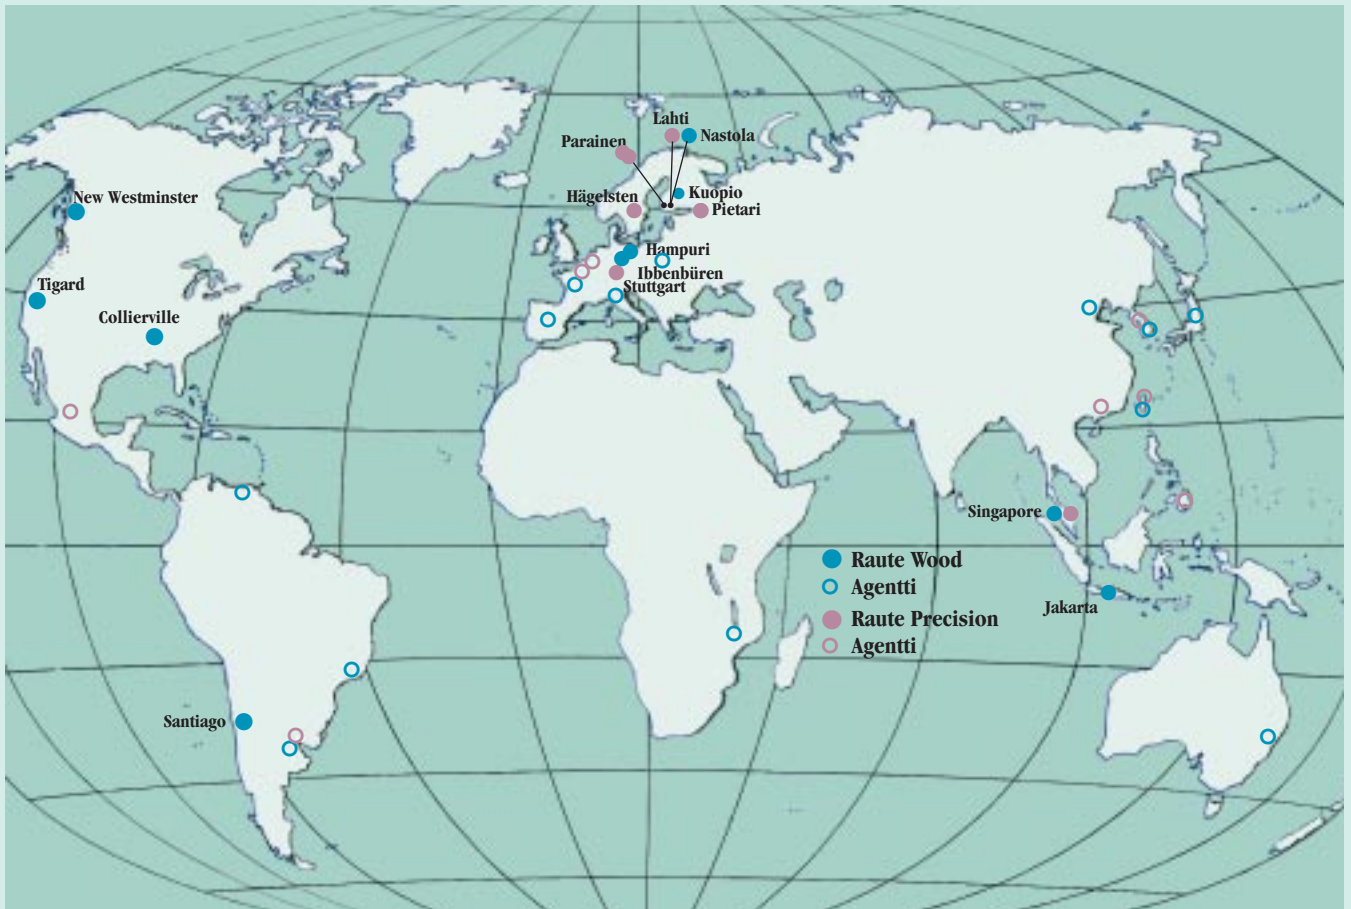 Lahti
Parainen
Nastola
Hägelsten
Kuopio
Pietari
New Westminster
Hampuri
Ibbenbüren
Stuttgart
Tigard
Collierville
Singapore
Raute Wood
Agentti
Jakarta
Raute Precision
Agentti
Santiago